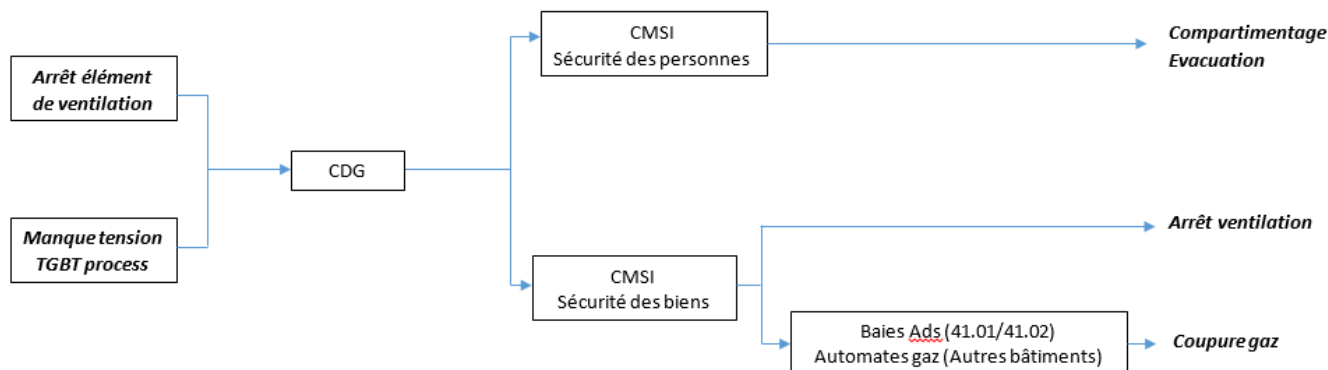 CMSI
Sécurité des personnes
Compartimentage
Evacuation
Arrêt élément
de ventilation
CDG
Manque tension
TGBT process
CMSI
Sécurité des biens
Arrêt ventilation
Baies Ads (41.01/41.02)
Automates gaz (Autres bâtiments)
Coupure gaz